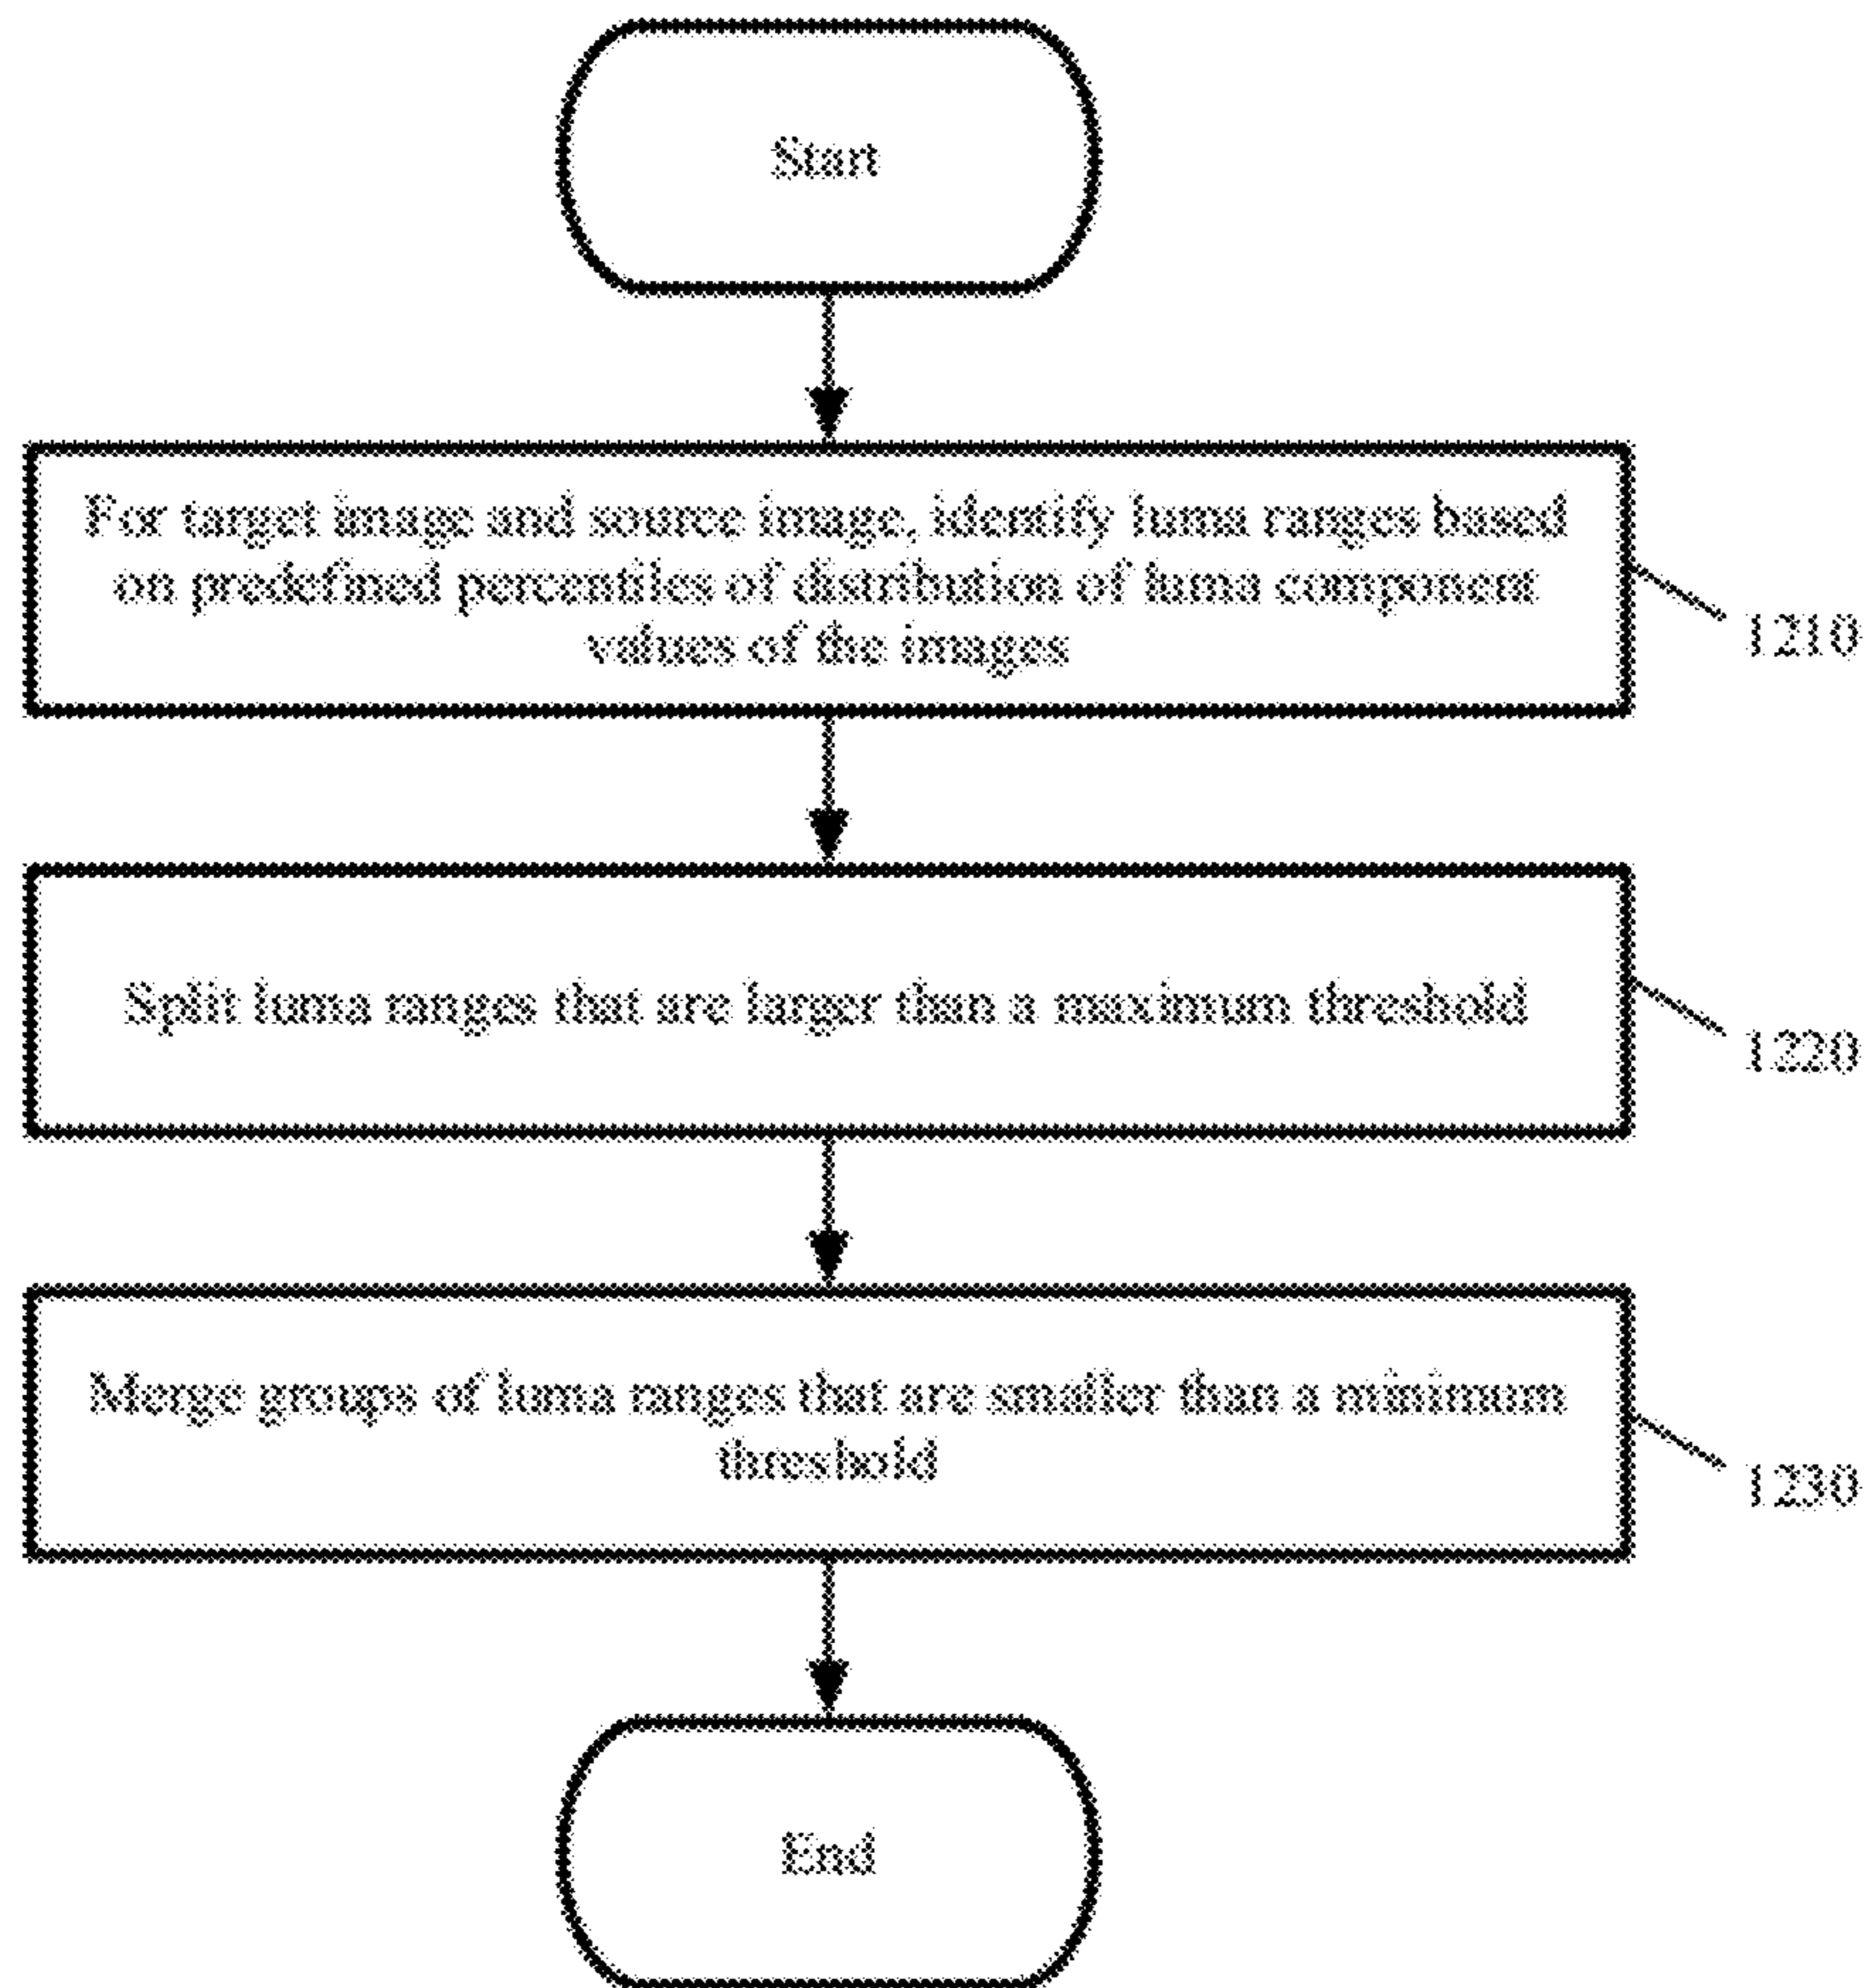 Start
For target image and source image, identify luma ranges based
on predefined percentiles of distribution of luma component
values of the images
1210
Split luma ranges that are larger than a maximum threshold
1220
Merge groups of luma ranges that are smaller than a minimum
threshold
1230
End